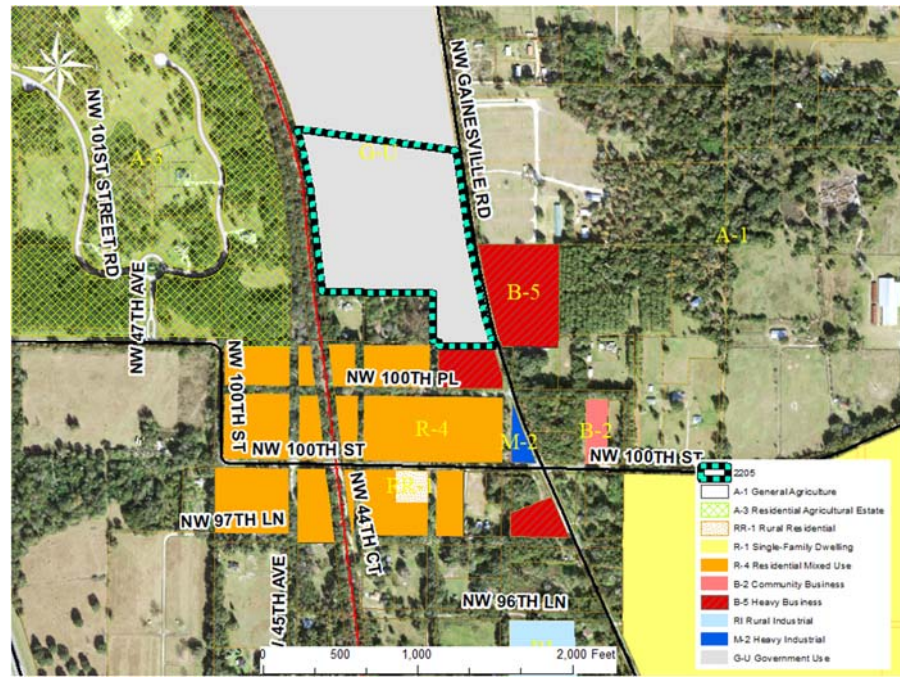 NW 101ST STREET RD
A-3
G-U
NW GAINESVILLE RD
A-1
B-5
NW 47TH AVE
NW 100TH ST
NW 100TH PL
R-4
M-2
B-2
NW 100TH ST
NW 100TH ST
RR-1
NW 97TH LN
NW 44TH CT
45TH AVE
NW 96TH LN
RI
0 500 1,000 2,000 Feet
2205
A-1 General Agriculture
A-3 Residential Agricultural Estate
RR-1 Rural Residential
R-1 Single-Family Dwelling
R-4 Residential Mixed Use
B-2 Community Business
B-5 Heavy Business
RI Rural Industrial
M-2 Heavy Industrial
G-U Government Use